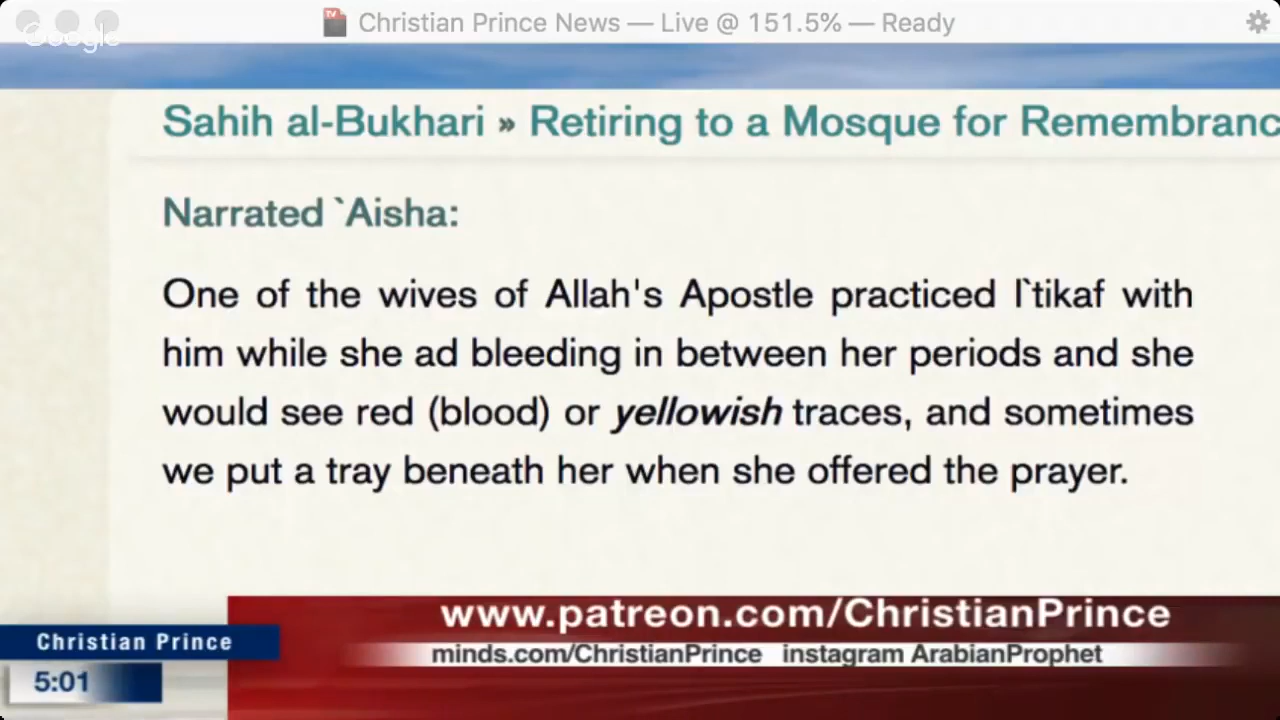 Christian Prince News — Live @ 151.5% — Ready
Google
Sahih al-Bukhari » Retiring to a Mosque for Remembranc
Narrated `Aisha:
One of the wives of Allah's Apostle practiced I`tikaf with
him while she ad bleeding in between her periods and she
would see red (blood) or yellowish traces, and sometimes
we put a tray beneath her when she offered the prayer.
www.patreon.com/ChristianPrince
Christian Prince
minds.com/ChristianPrince instagram ArabianProphet
5:01